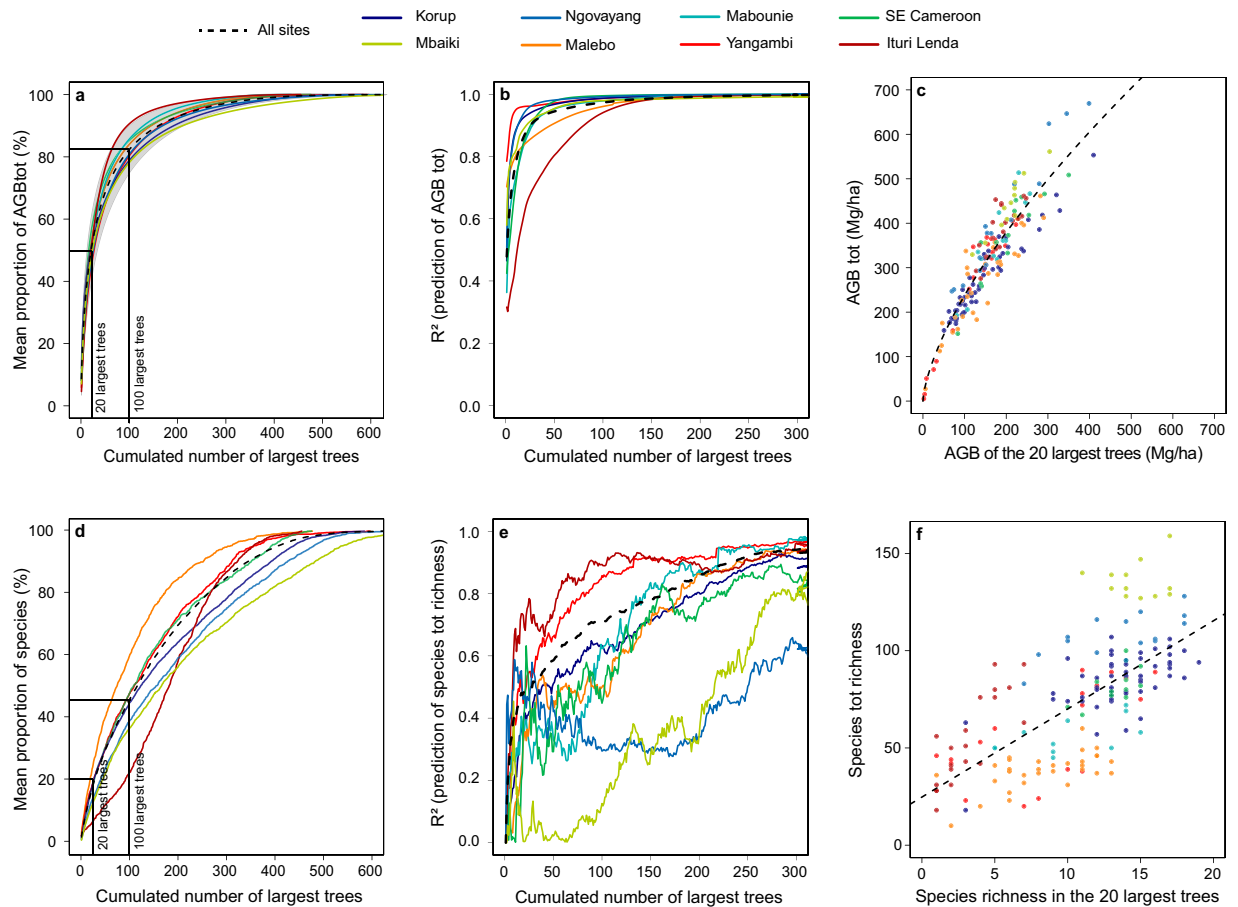 All sites
Korup
Ngovayang
Mabounie
SE Cameroon
Mbaiki
Malebo
Yangambi
Ituri Lenda
a
Mean proportion of AGBtot (%)
100
80
60
40
20
0
20 largest trees
100 largest trees
0 100 200 300 400 500 600
Cumulated number of largest trees
b
R² (prediction of AGB tot)
1.0
0.8
0.6
0.4
0.2
0.0
0 50 100 150 200 250 300
Cumulated number of largest trees
c
AGB tot (Mg/ha)
700
600
500
400
300
200
100
0
0 100 200 300 400 500 600 700
AGB of the 20 largest trees (Mg/ha)
d
Mean proportion of species (%)
100
80
60
40
20
0
20 largest trees
100 largest trees
0 100 200 300 400 500 600
Cumulated number of largest trees
e
R² (prediction of species tot richness)
1.0
0.8
0.6
0.4
0.2
0.0
0 50 100 150 200 250 300
Cumulated number of largest trees
f
Species tot richness
150
100
50
0
0 5 10 15 20
Species richness in the 20 largest trees